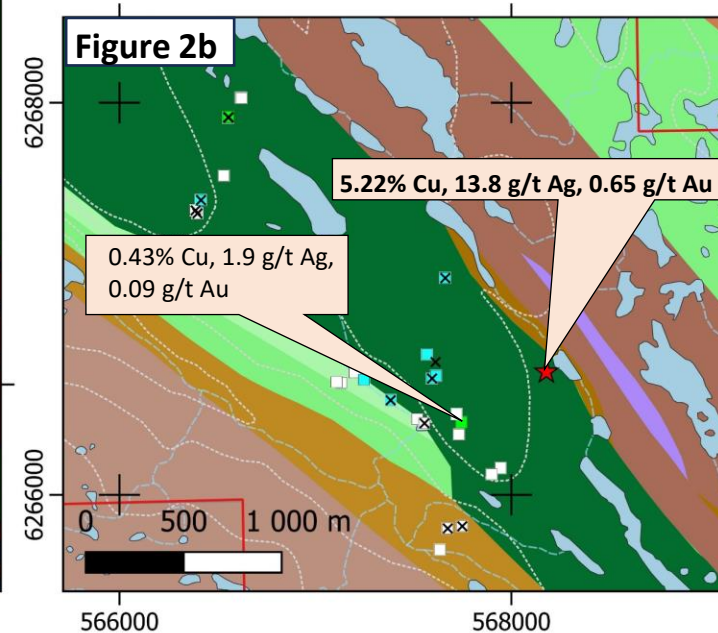 Figure 2b
6268000
5.22% Cu, 13.8 g/t Ag, 0.65 g/t Au
0.43% Cu, 1.9 g/t Ag,
0.09 g/t Au
6266000
0 500 1 000 m
566000 568000